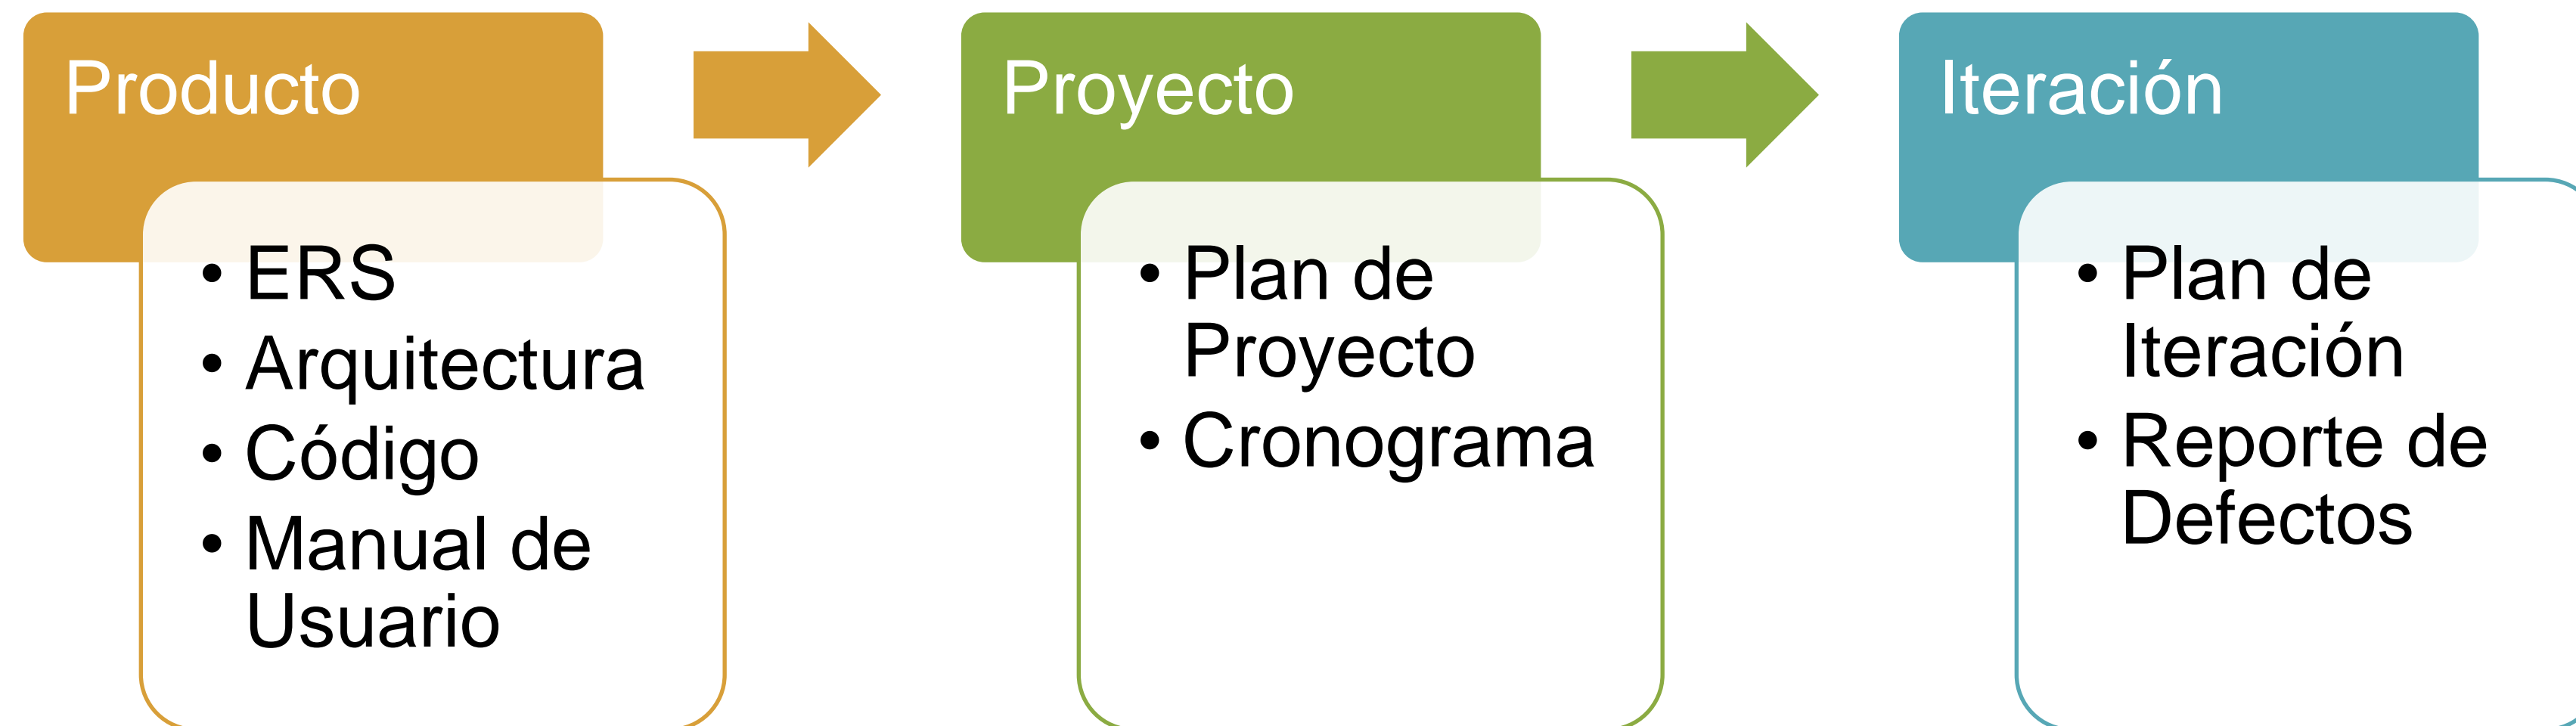 Producto
• ERS
• Arquitectura
• Código
• Manual de
Usuario
Proyecto
• Plan de
Proyecto
• Cronograma
Iteración
• Plan de
Iteración
• Reporte de
Defectos